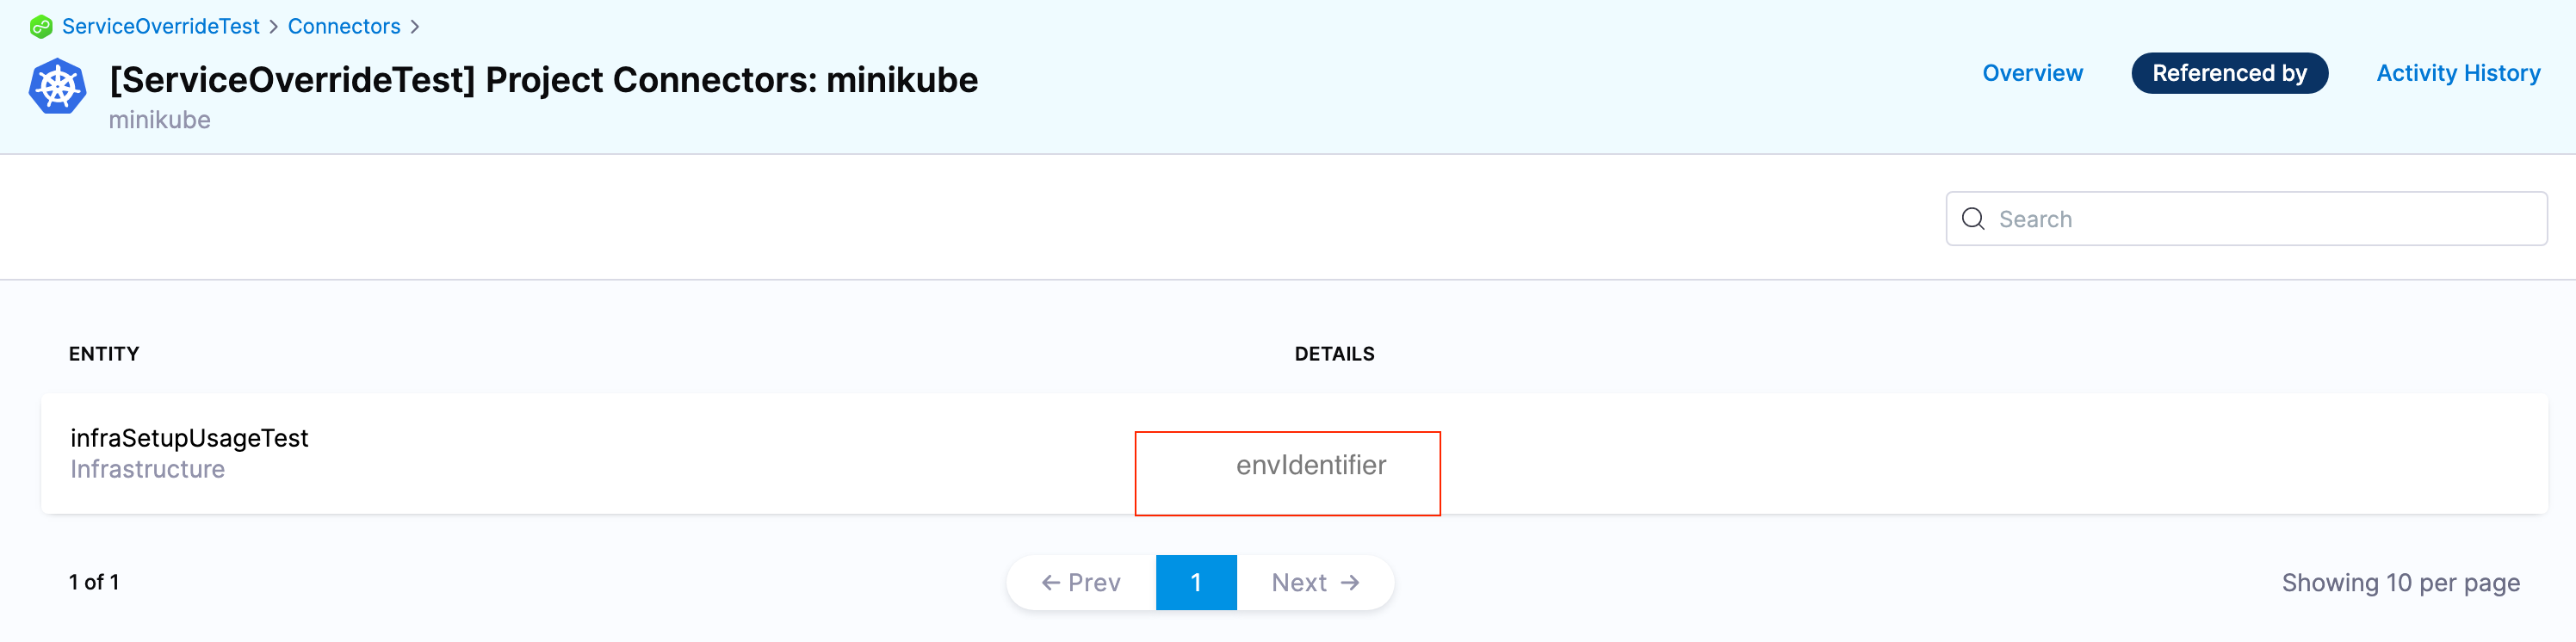 ServiceOverrideTest > Connectors >
[ServiceOverrideTest] Project Connectors: minikube
minikube
Overview
Referenced by
Activity History
Search
ENTITY
DETAILS
infraSetupUsageTest
Infrastructure
envIdentifier
1 of 1
← Prev
1
Next →
Showing 10 per page